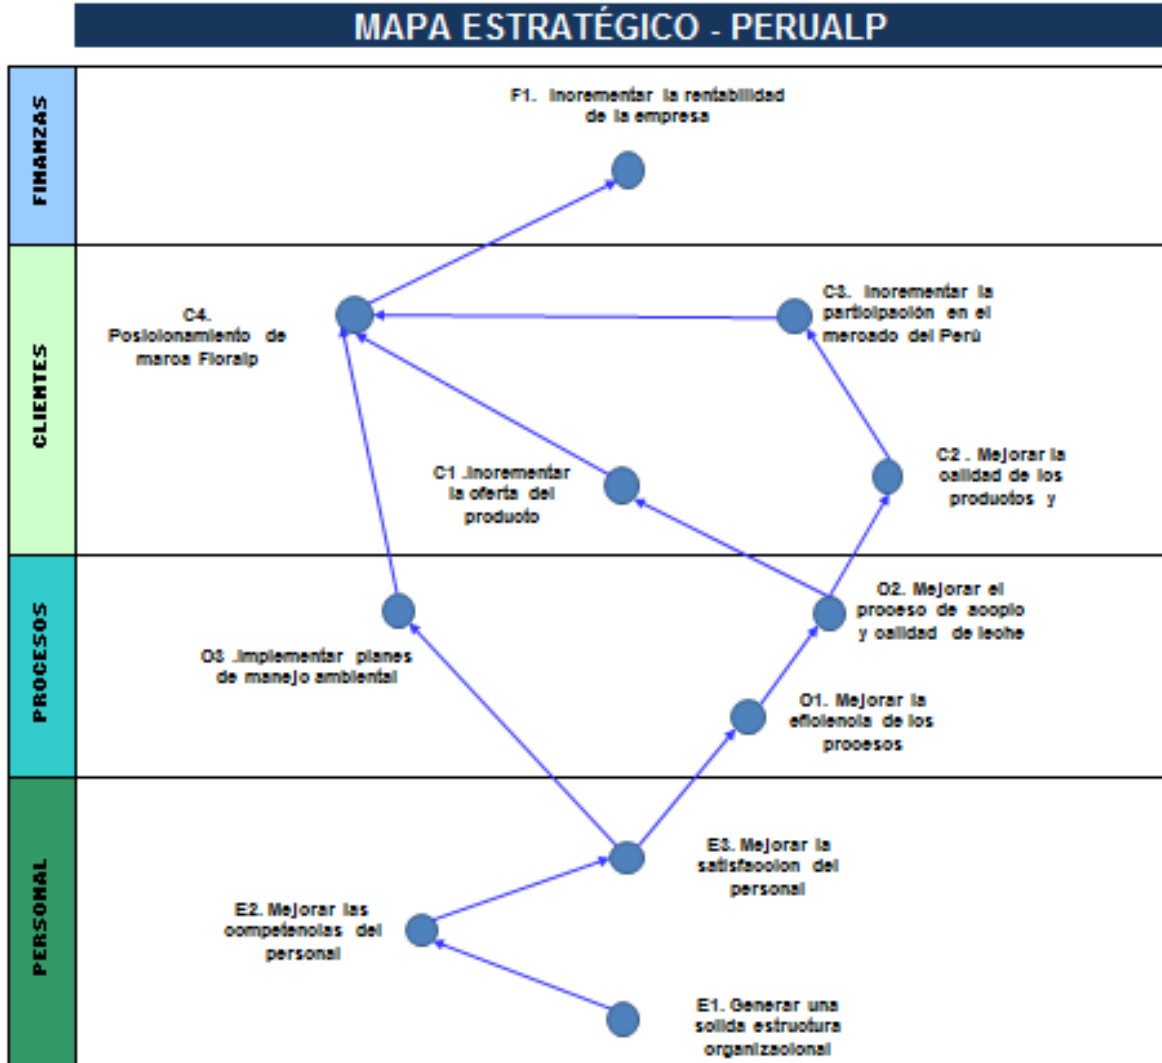 MAPA ESTRATÉGICO - PERUALP
FINANZAS
F1. Incrementar la rentabilidad
de la empresa
CLIENTES
C4.
Posicionamiento de
marca Floralp
C3. Incrementar la
participación en el
mercado del Perú
C1 .Incrementar
la oferta del
producto
C2 . Mejorar la
calidad de los
productos y
PROCESOS
O3 .Implementar planes
de manejo ambiental
O2. Mejorar el
proceso de acopio
y calidad de leche
O1. Mejorar la
eficiencia de los
procesos
PERSONAL
E3. Mejorar la
satisfaccion del
personal
E2. Mejorar las
competencias del
personal
E1. Generar una
solida estructura
organizacional